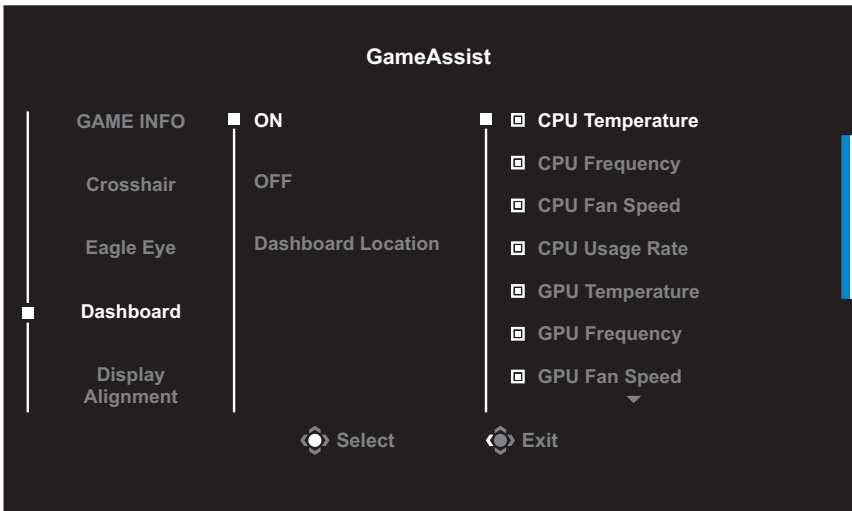 GameAssist
GAME INFO
Crosshair
Eagle Eye
Dashboard
Display
Alignment
ON
OFF
Dashboard Location
CPU Temperature
CPU Frequency
CPU Fan Speed
CPU Usage Rate
GPU Temperature
GPU Frequency
GPU Fan Speed
Select
Exit